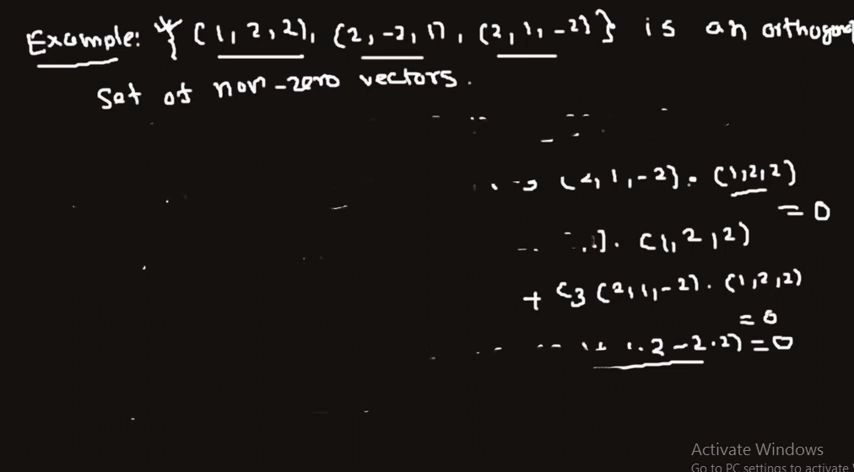 Example: { (1, 2, 2), (2, -2, 1), (2, 1, -2) } is an orthogonal
set of non-zero vectors.
, 1, -2) . (1, 2, 2)
= 0
. (1, 2, 2)
+ c3 (2, 1, -2) . (1, 2, 2)
= 0
. 2 - 2 . 2) = 0
Activate Windows
Go to PC settings to activate